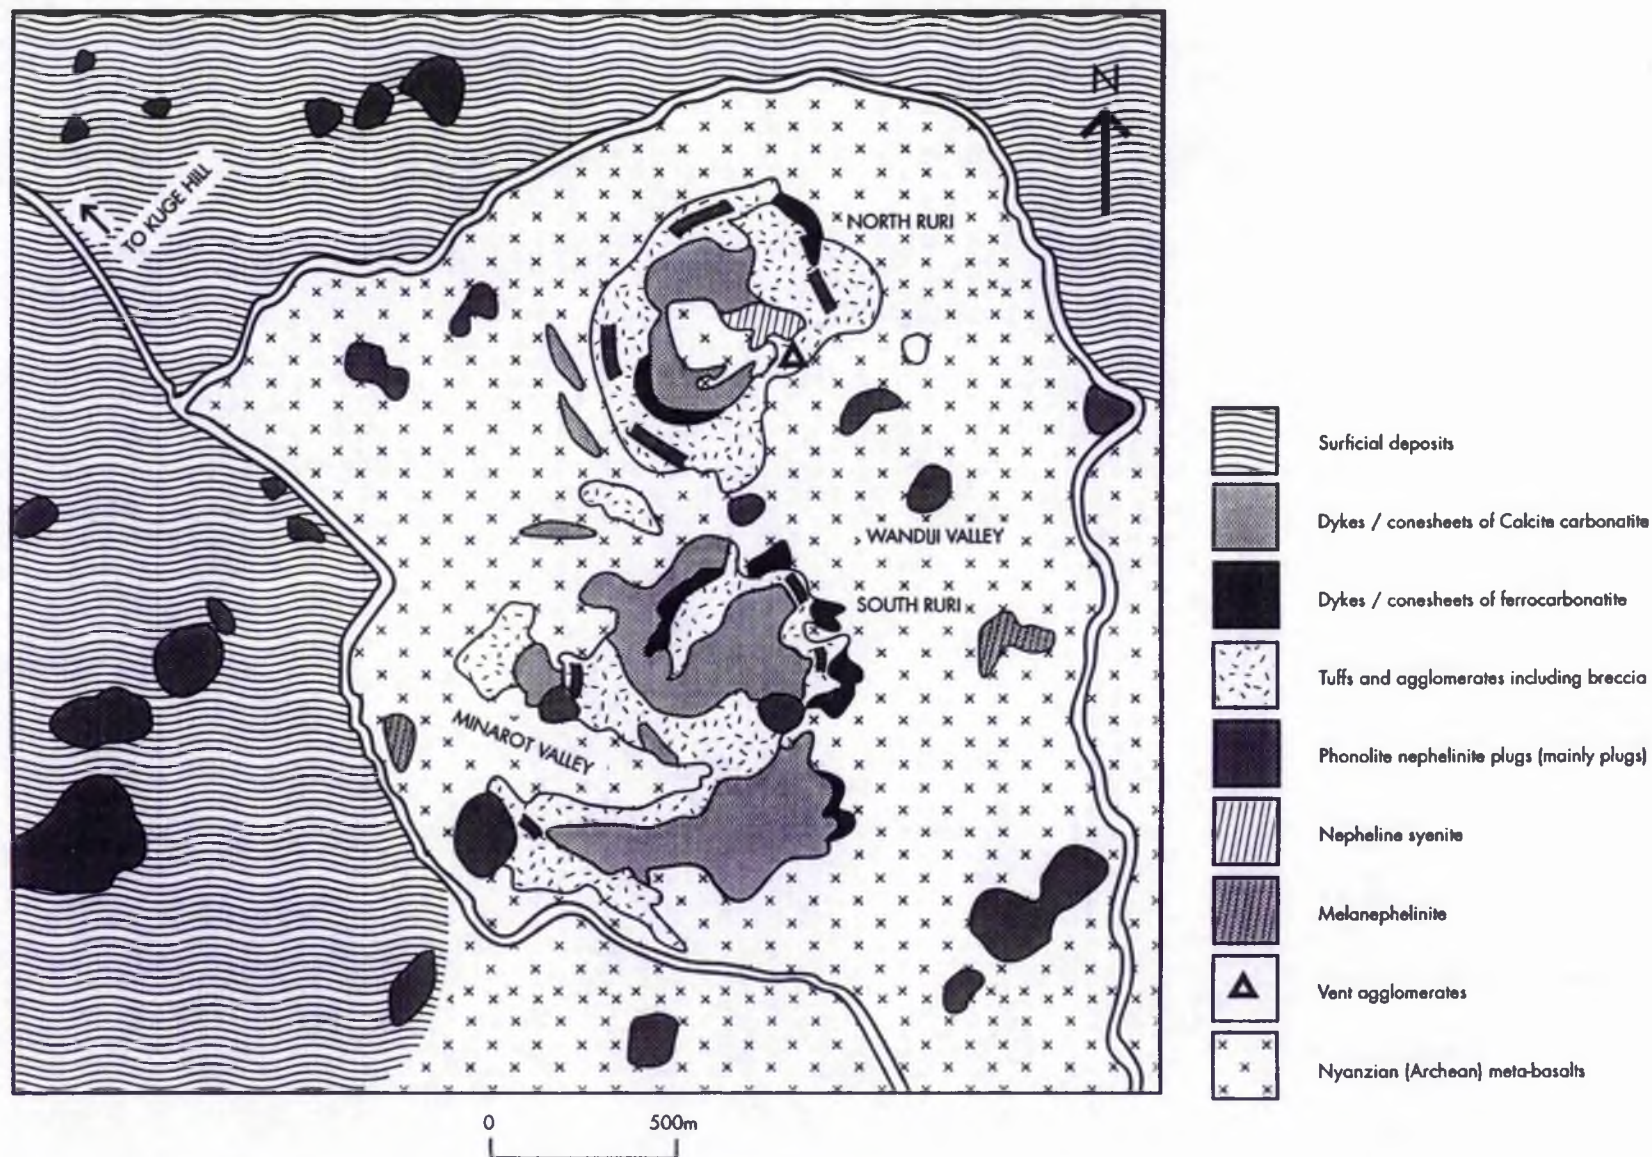 N
TO KUGE HILL
NORTH RURI
WANDIJI VALLEY
SOUTH RURI
MINAROT VALLEY
Surficial deposits
Dykes / conesheets of Calcite carbonatite
Dykes / conesheets of ferrocarbonatite
Tuffs and agglomerates including breccia
Phonolite nephelinite plugs (mainly plugs)
Nepheline syenite
Melanephelinite
Vent agglomerates
Nyanzian (Archean) meta-basalts
0 500m